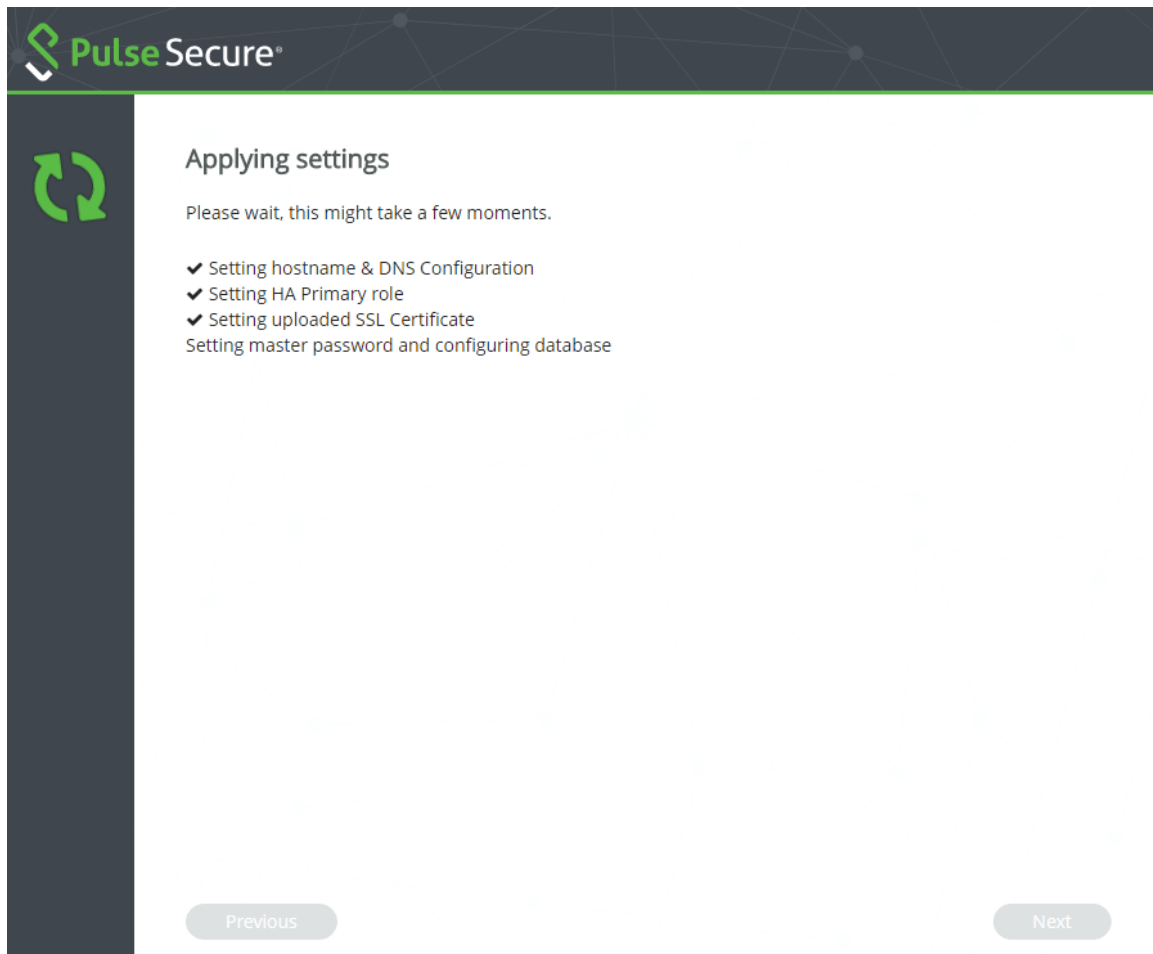 Pulse Secure®
Applying settings
Please wait, this might take a few moments.
✔ Setting hostname & DNS Configuration
✔ Setting HA Primary role
✔ Setting uploaded SSL Certificate
Setting master password and configuring database
Previous
Next